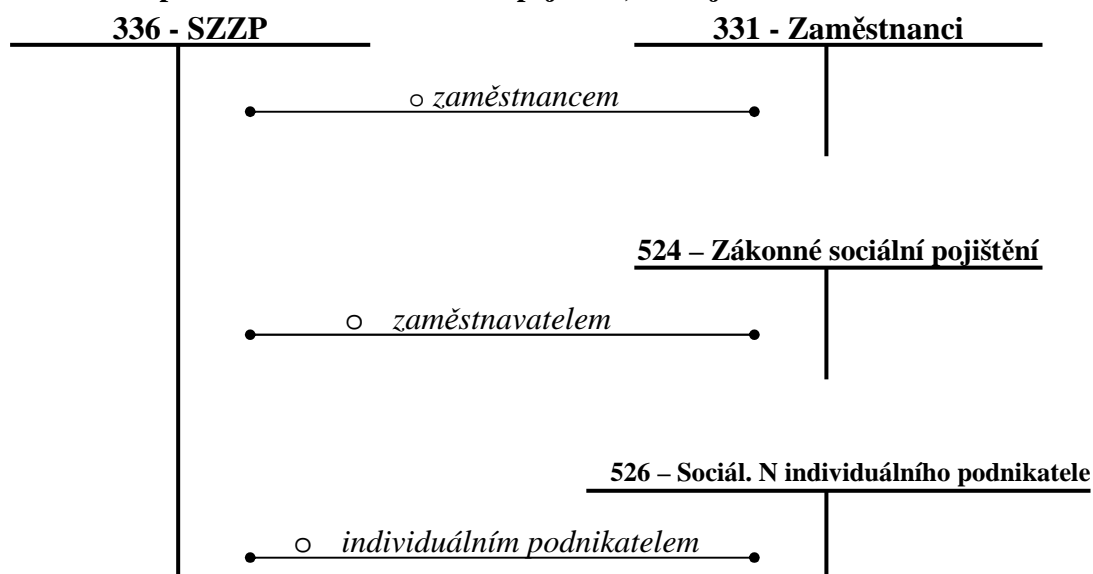 336 - SZZP
331 - Zaměstnanci
o zaměstnancem
524 – Zákonné sociální pojištění
o zaměstnavatelem
526 – Sociál. N individuálního podnikatele
o individuálním podnikatelem